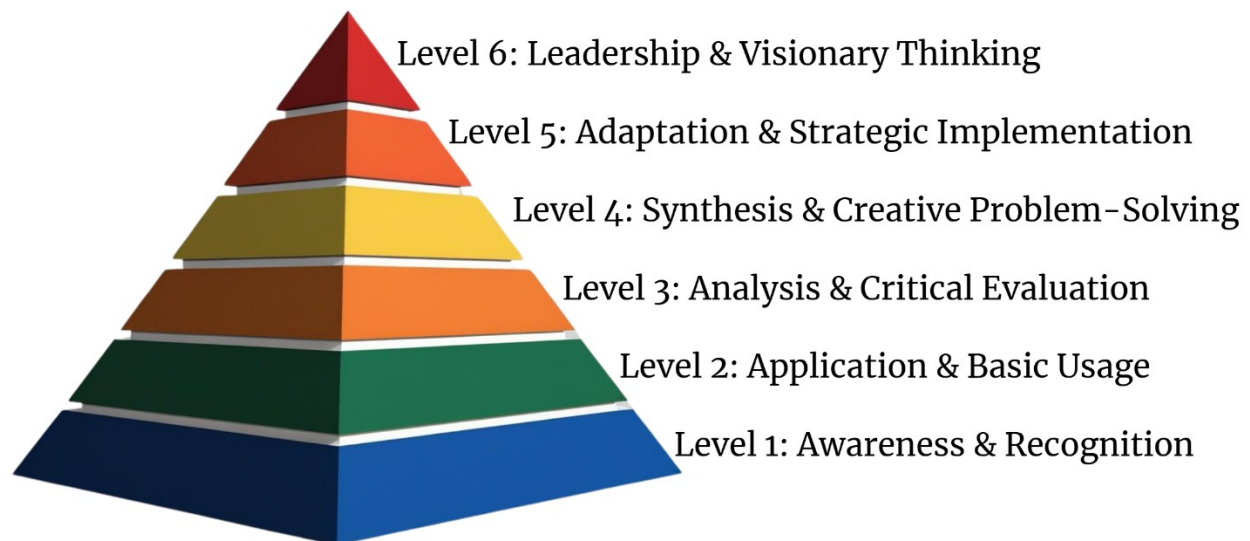 Level 6: Leadership & Visionary Thinking
Level 5: Adaptation & Strategic Implementation
Level 4: Synthesis & Creative Problem-Solving
Level 3: Analysis & Critical Evaluation
Level 2: Application & Basic Usage
Level 1: Awareness & Recognition